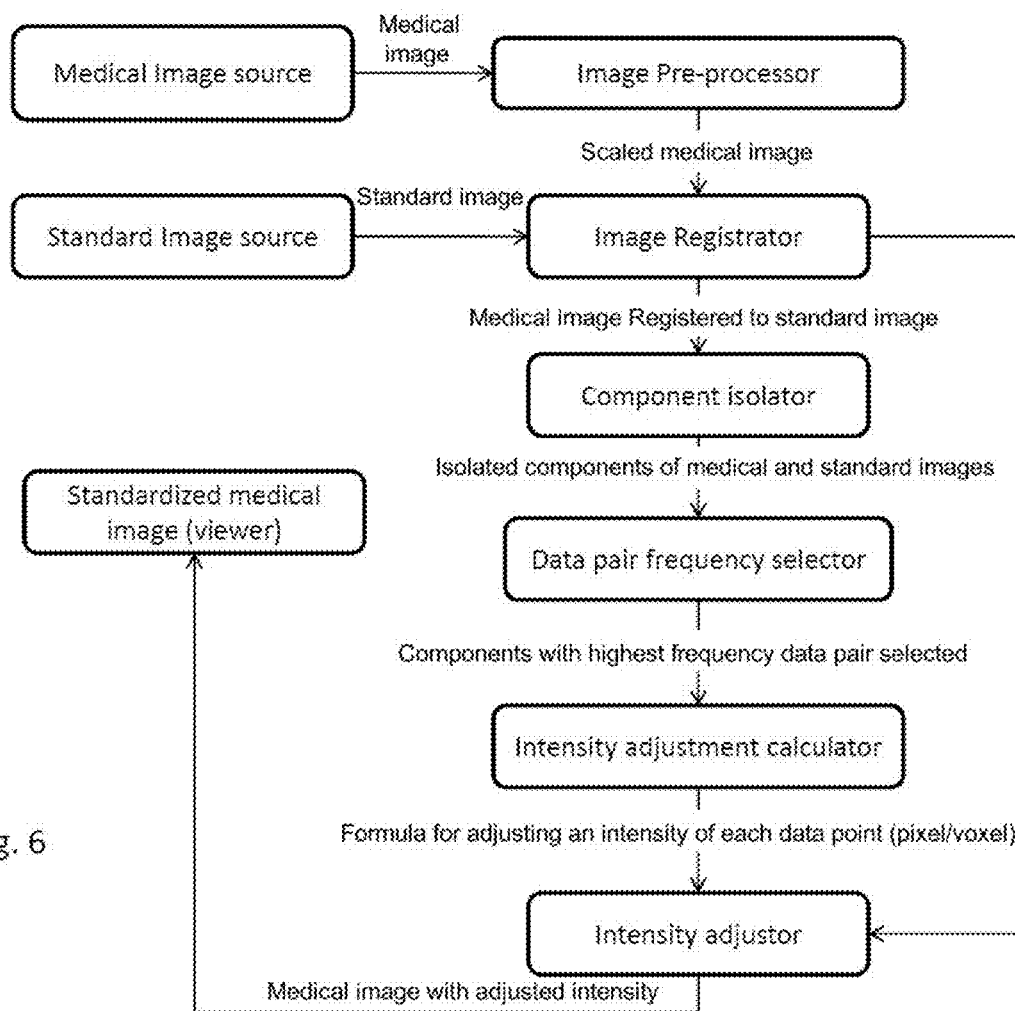 Medical
image
Medical Image source
Image Pre-processor
Scaled medical image
Standard image
Standard Image source
Image Registrator
Medical image Registered to standard image
Component isolator
Isolated components of medical and standard images
Standardized medical
image (viewer)
Data pair frequency selector
Components with highest frequency data pair selected
Intensity adjustment calculator
Formula for adjusting an intensity of each data point (pixel/voxel)
g. 6
Intensity adjustor
Medical image with adjusted intensity